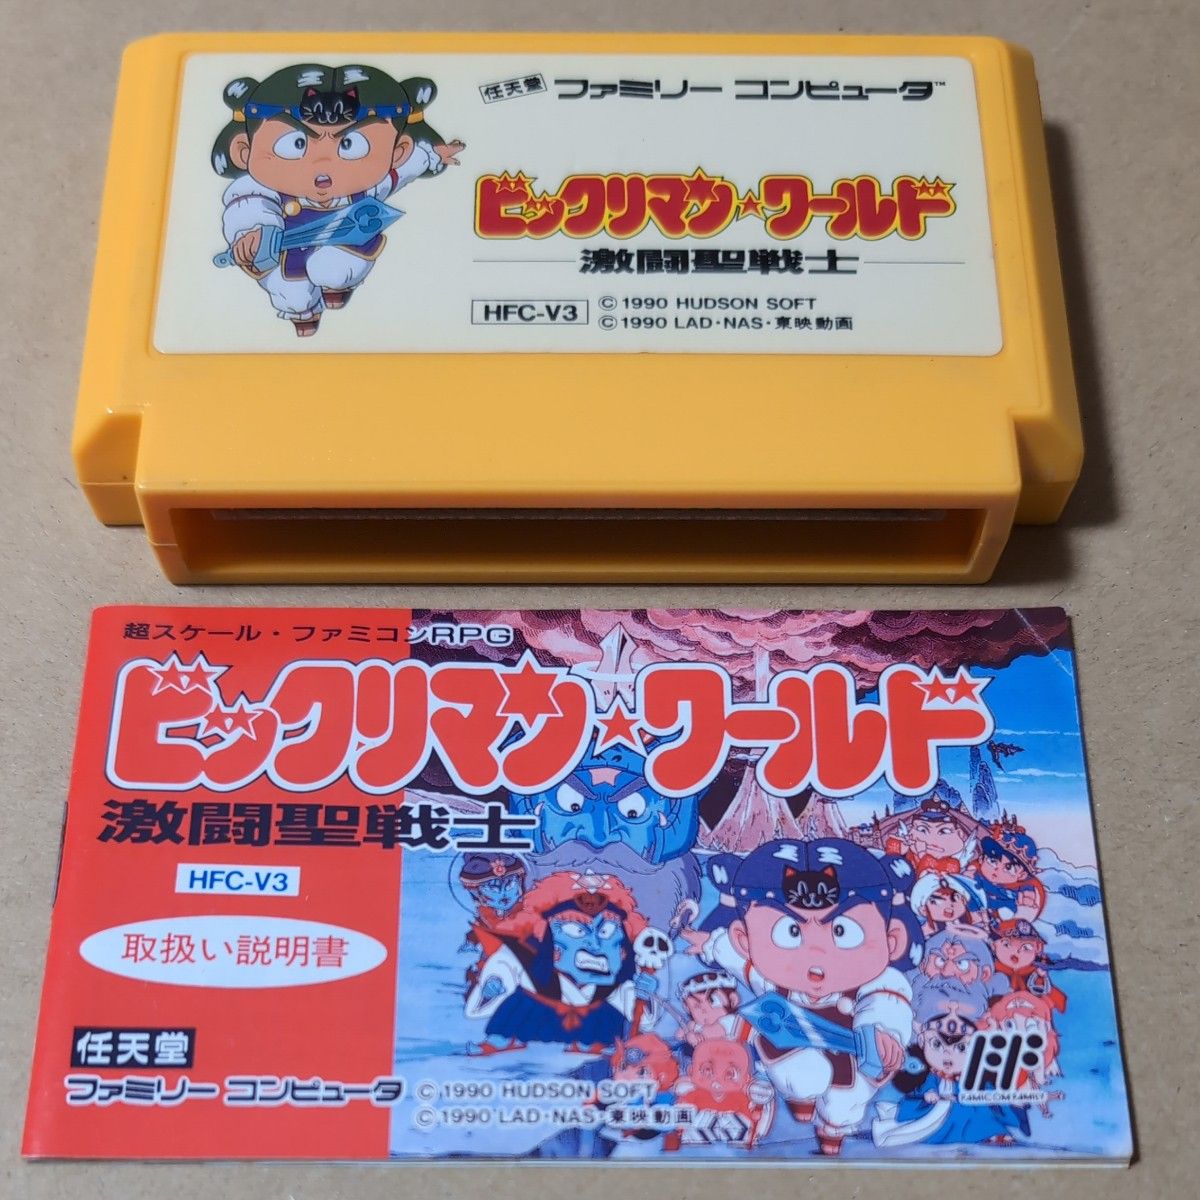 任天堂 ファミリー コンピュータ™
ビックリマン★ワールド
激闘聖戦士
HFC-V3
© 1990 HUDSON SOFT
© 1990 LAD・NAS・東映動画
超スケール・ファミコンRPG
ビックリマン★ワールド
激闘聖戦士
HFC-V3
取扱い説明書
任天堂
ファミリー コンピュータ
© 1990 HUDSON SOFT
© 1990 LAD・NAS・東映動画
FF
FAMICOM FAMILY